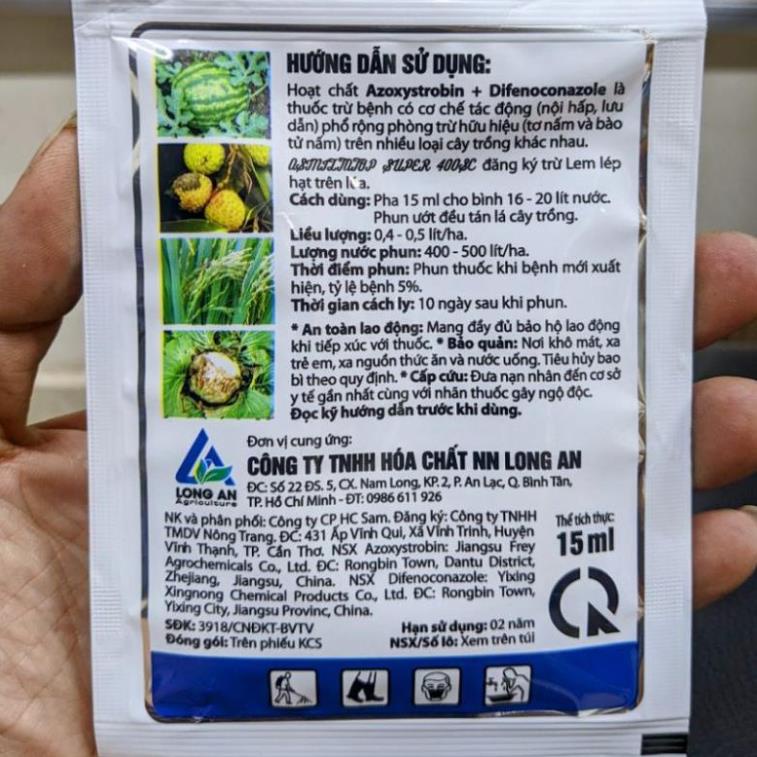 HƯỚNG DẪN SỬ DỤNG:
Hoạt chất Azoxystrobin + Difenoconazole là
thuốc trừ bệnh có cơ chế tác động (nội hấp, lưu
dẫn) phổ rộng phòng trừ hữu hiệu (tơ nấm và bào
tử nấm) trên nhiều loại cây trồng khác nhau.
SUPER 400SC đăng ký trừ Lem lép
hạt trên lúa.
Cách dùng: Pha 15 ml cho bình 16 - 20 lít nước.
Phun ướt đều tán lá cây trồng.
Liều lượng: 0,4 - 0,5 lít/ha.
Lượng nước phun: 400 - 500 lít/ha.
Thời điểm phun: Phun thuốc khi bệnh mới xuất
hiện, tỷ lệ bệnh 5%.
Thời gian cách ly: 10 ngày sau khi phun.
* An toàn lao động: Mang đầy đủ bảo hộ lao động
khi tiếp xúc với thuốc. * Bảo quản: Nơi khô mát, xa
trẻ em, xa nguồn thức ăn và nước uống. Tiêu hủy bao
bì theo quy định. * Cấp cứu: Đưa nạn nhân đến cơ sở
y tế gần nhất cùng với nhãn thuốc gây ngộ độc.
Đọc kỹ hướng dẫn trước khi dùng.
Đơn vị cung ứng:
CÔNG TY TNHH HÓA CHẤT NN LONG AN
ĐC: Số 22 ĐS. 5, CX. Nam Long, KP. 2, P. An Lạc, Q. Bình Tân,
TP. Hồ Chí Minh - ĐT: 0986 611 926
LONG AN
Agriculture
NK và phân phối: Công ty CP HC Sam. Đăng ký: Công ty TNHH
TMDV Nông Trang. ĐC: 431 Ấp Vĩnh Qui, Xã Vĩnh Trinh, Huyện
Vĩnh Thạnh, TP. Cần Thơ. NSX Azoxystrobin: Jiangsu Frey
Agrochemicals Co., Ltd. ĐC: Rongbin Town, Dantu District,
Zhejiang, Jiangsu, China. NSX Difenoconazole: Yixing
Xingnong Chemical Products Co., Ltd. ĐC: Rongbin Town,
Yixing City, Jiangsu Provinc, China.
Thể tích thực:
15 ml
SĐK: 3918/CNĐKT-BVTV
Đóng gói: Trên phiếu KCS
Hạn sử dụng: 02 năm
NSX/Số lô: Xem trên túi